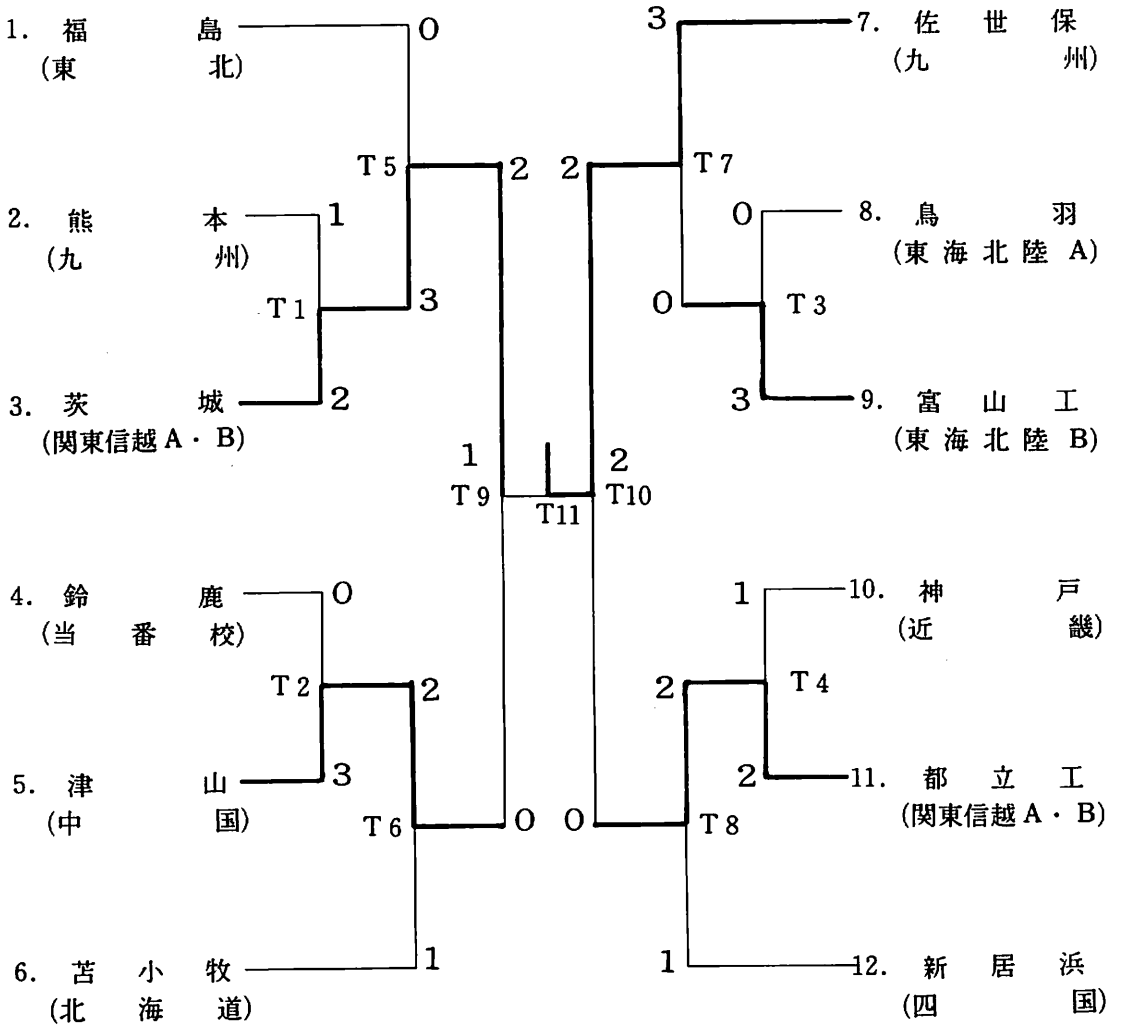 1. 福島 0
(東北)
T5 2
2. 熊本 1
(九州)
T1 3
3. 茨城 2
(関東信越A・B)
1
T9
4. 鈴鹿 0
(当番校)
T2 2
5. 津山 3
(中国)
T6 0
6. 苫小牧 1
(北海道)
T11
3 7. 佐世保
(九州)
2 T7
0 8. 鳥羽
(東海北陸A)
0 T3
3 9. 富山工
(東海北陸B)
2
T10
1 10. 神戸
(近畿)
2 T4
2 11. 都立工
(関東信越A・B)
0 T8
1 12. 新居浜
(四国)